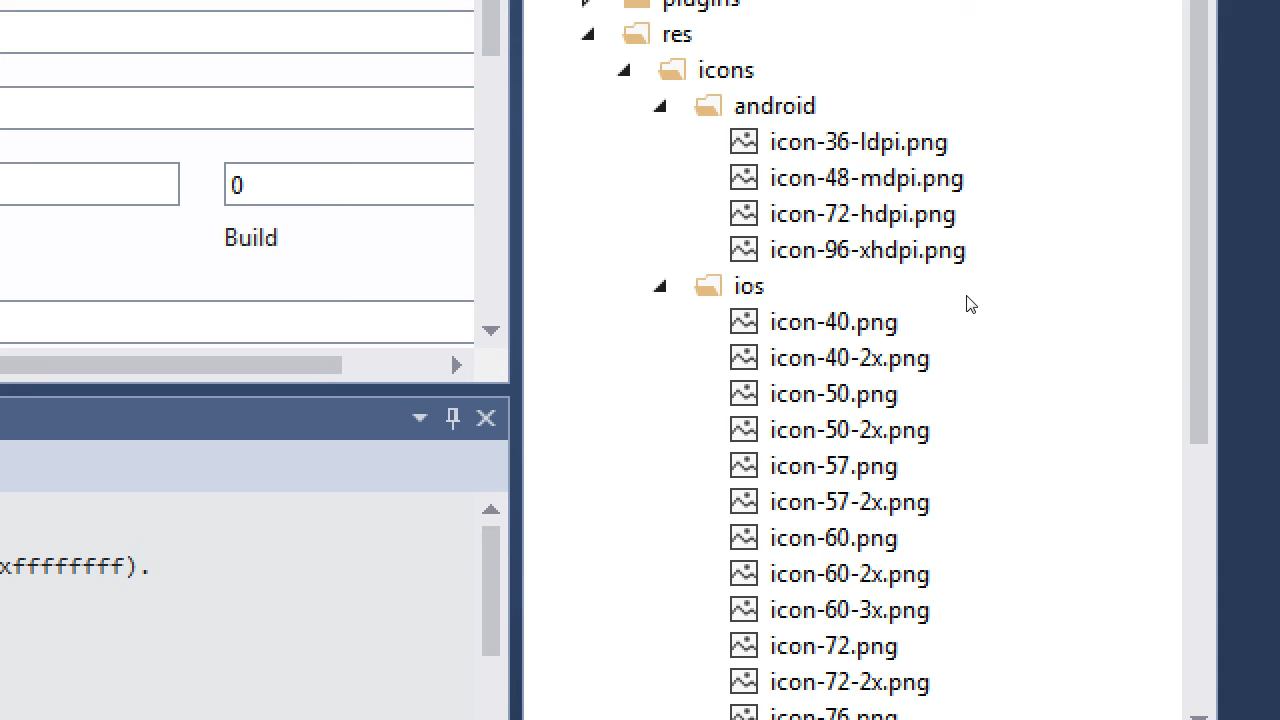 plugins
res
icons
android
icon-36-ldpi.png
icon-48-mdpi.png
icon-72-hdpi.png
icon-96-xhdpi.png
ios
icon-40.png
icon-40-2x.png
icon-50.png
icon-50-2x.png
icon-57.png
icon-57-2x.png
icon-60.png
icon-60-2x.png
icon-60-3x.png
icon-72.png
icon-72-2x.png
icon-76.png
0
Build
xffffffff).